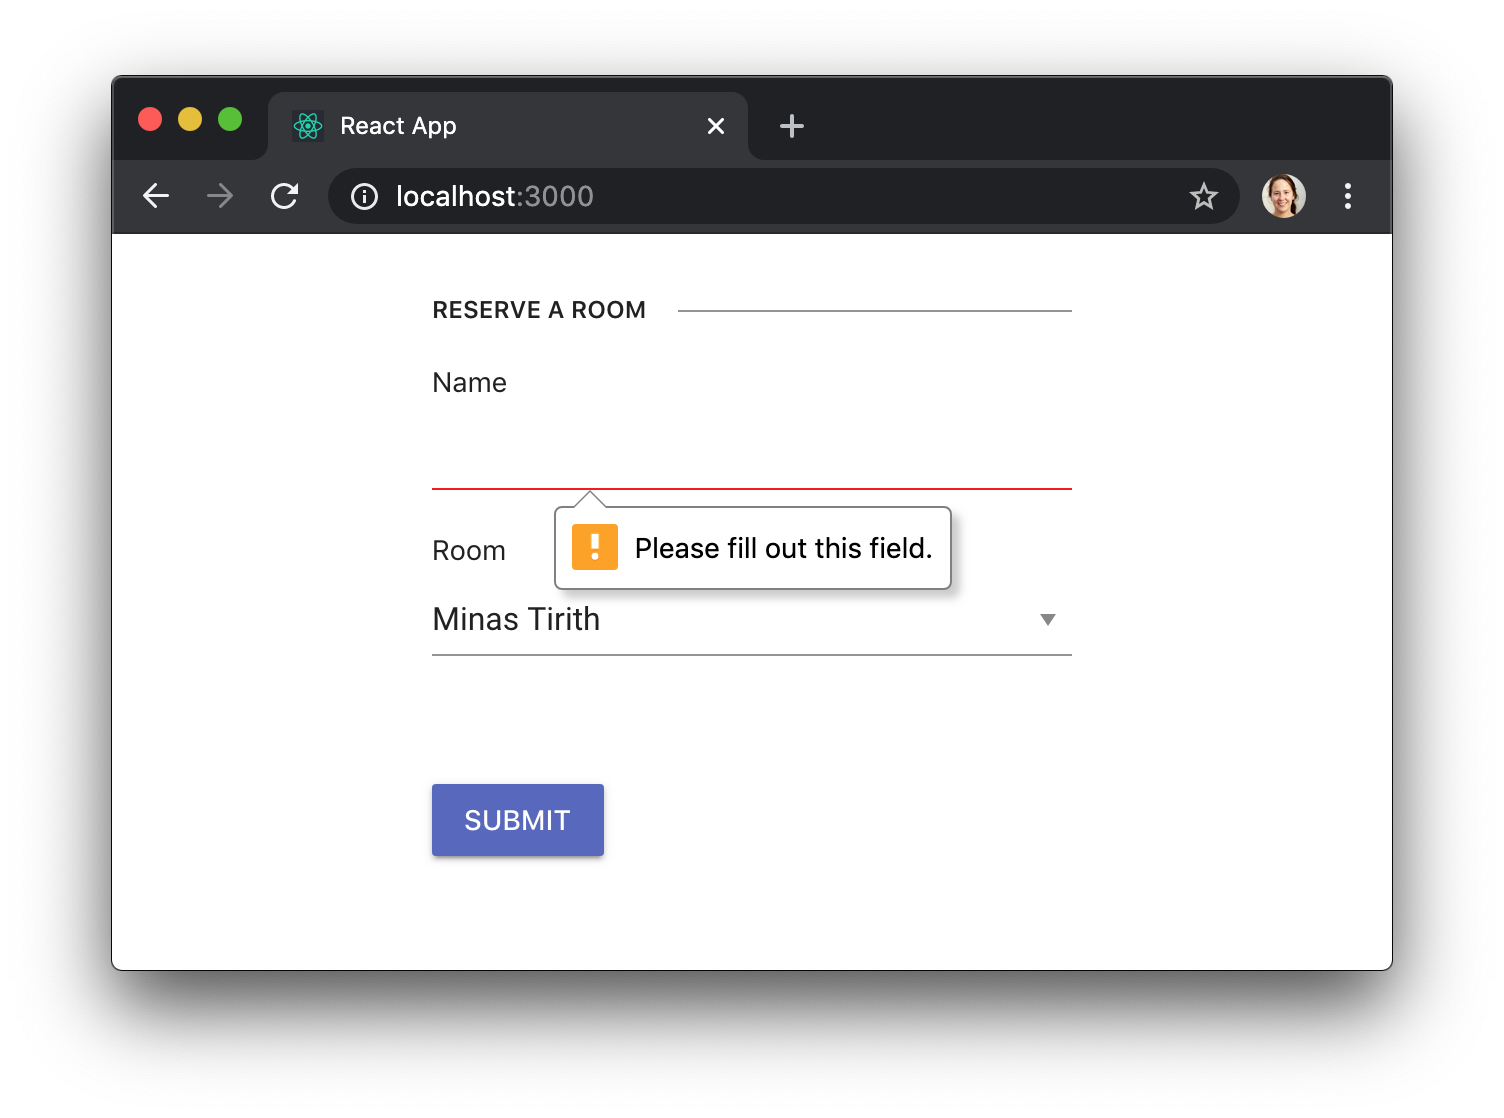 React App
localhost:3000
RESERVE A ROOM
Name
Please fill out this field.
Room
Minas Tirith
SUBMIT